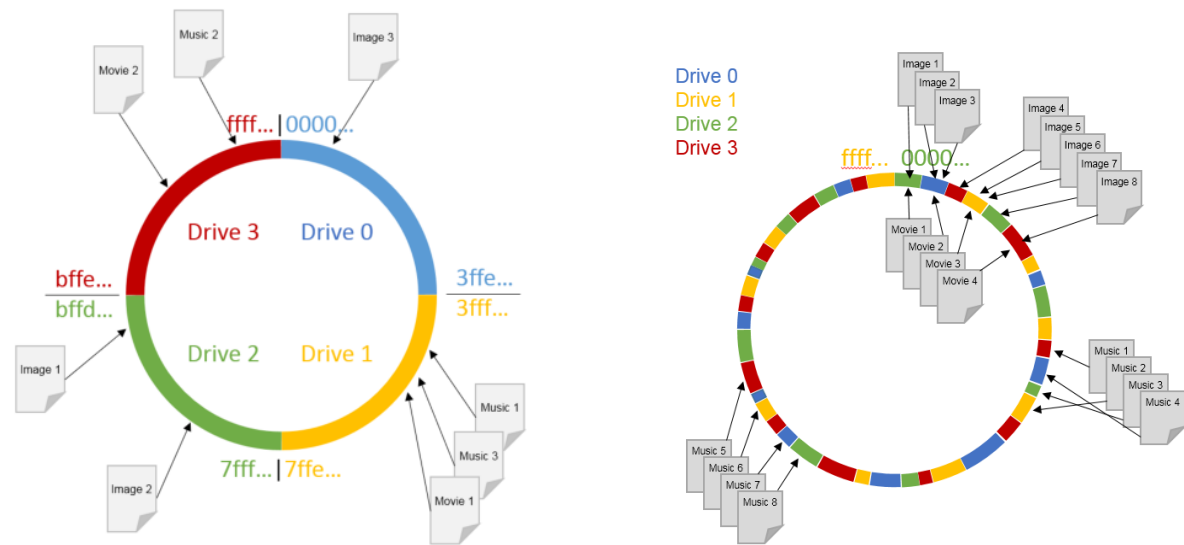 Music 2
Image 3
Movie 2
ffff... | 0000...
Drive 3
Drive 0
bffe...
bffd...
3ffe...
3fff...
Drive 2
Drive 1
Image 1
Image 2
7fff... | 7ffe...
Music 1
Music 3
Movie 1
Drive 0
Drive 1
Drive 2
Drive 3
Image 1
Image 2
Image 3
Image 4
Image 5
Image 6
Image 7
Image 8
ffff... 0000...
Movie 1
Movie 2
Movie 3
Movie 4
Music 1
Music 2
Music 3
Music 4
Music 5
Music 6
Music 7
Music 8